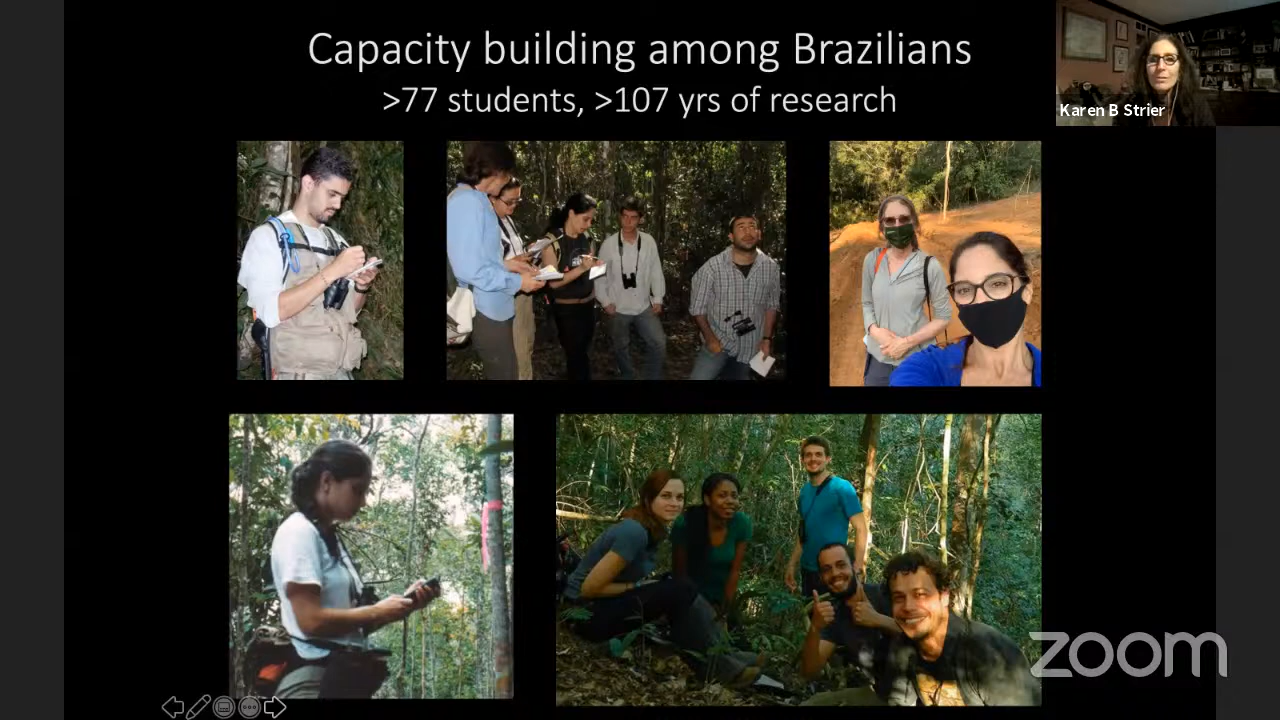 Capacity building among Brazilians
>77 students, >107 yrs of research
Karen B Strier
zoom